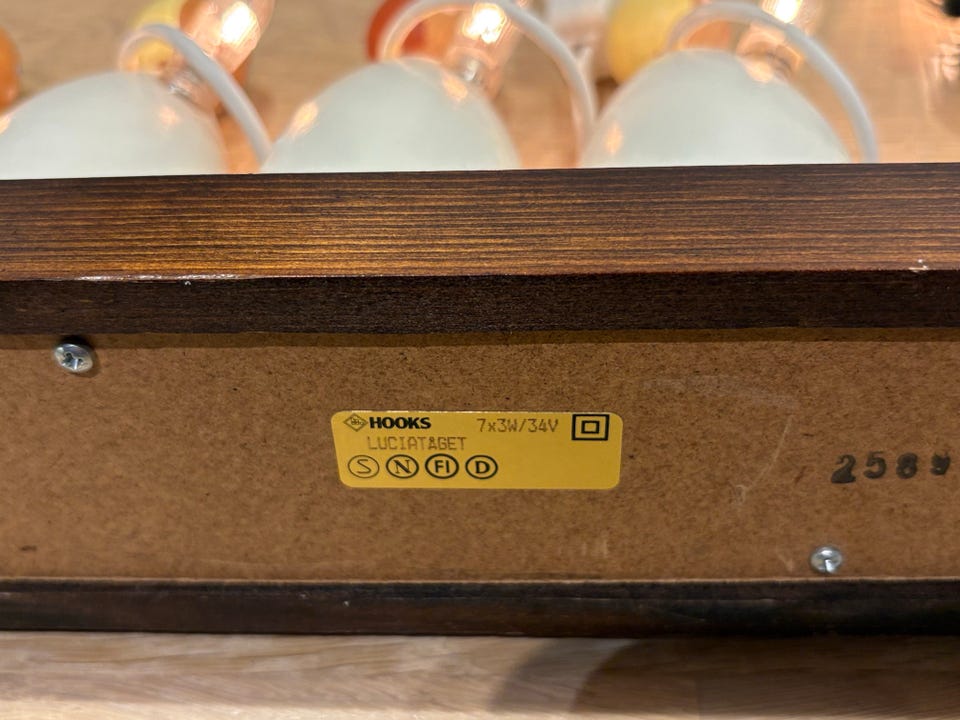 HOOKS 7x3W/34V
LUCIATÅGET
S N FI D
2589